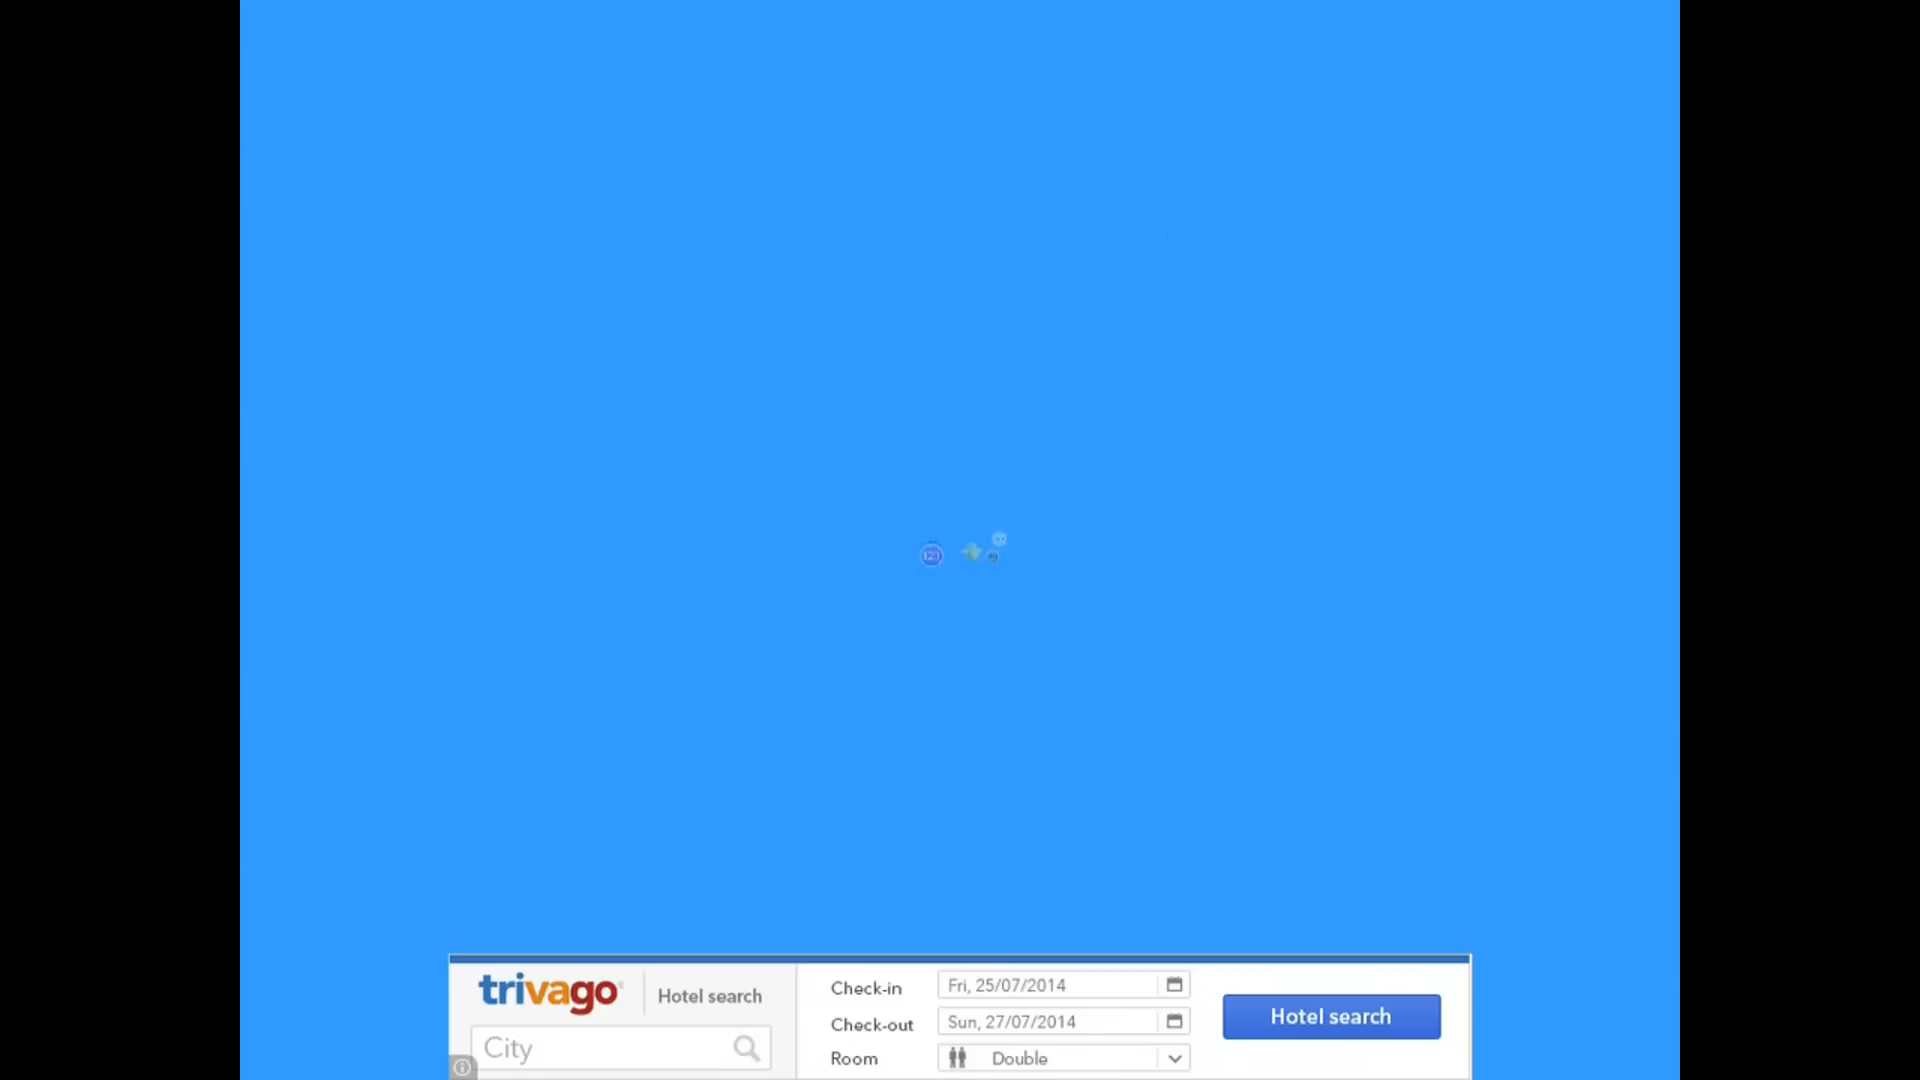 trivago
Hotel search
City
Check-in
Fri, 25/07/2014
Check-out
Sun, 27/07/2014
Room
Double
Hotel search